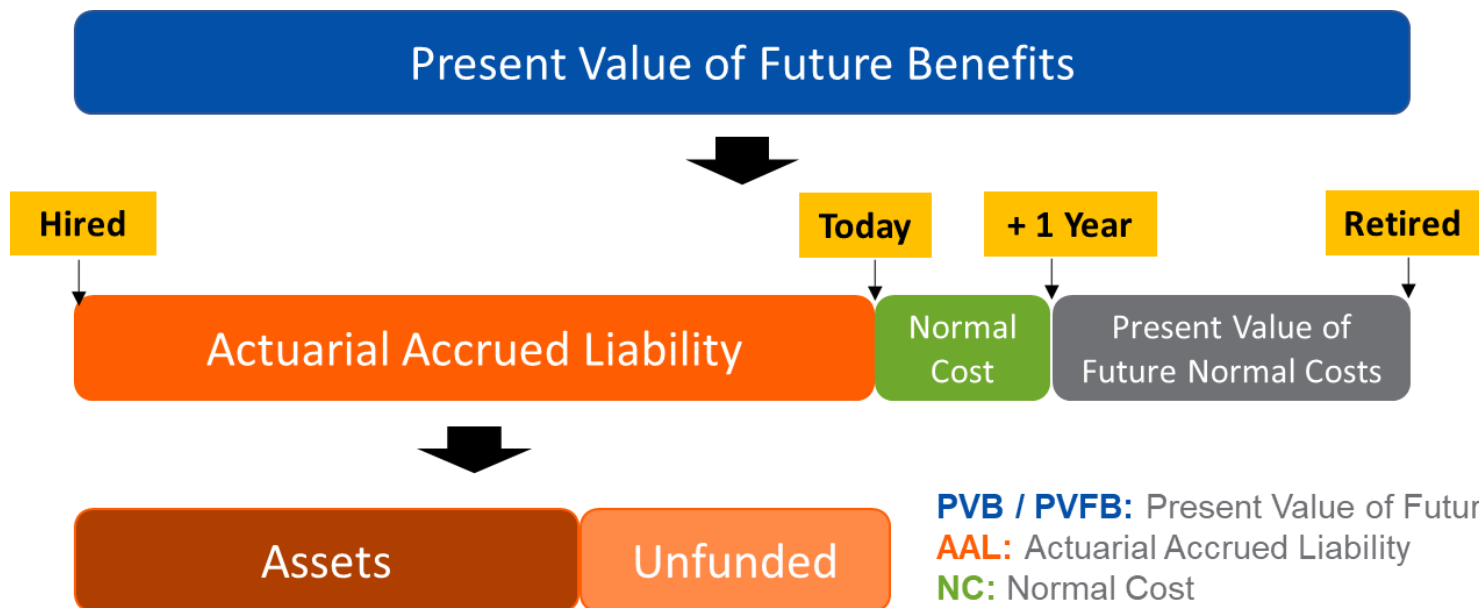 Present Value of Future Benefits
Hired
Today
+ 1 Year
Retired
Actuarial Accrued Liability
Normal
Cost
Present Value of
Future Normal Costs
Assets
Unfunded
PVB / PVFB: Present Value of Futur
AAL: Actuarial Accrued Liability
NC: Normal Cost